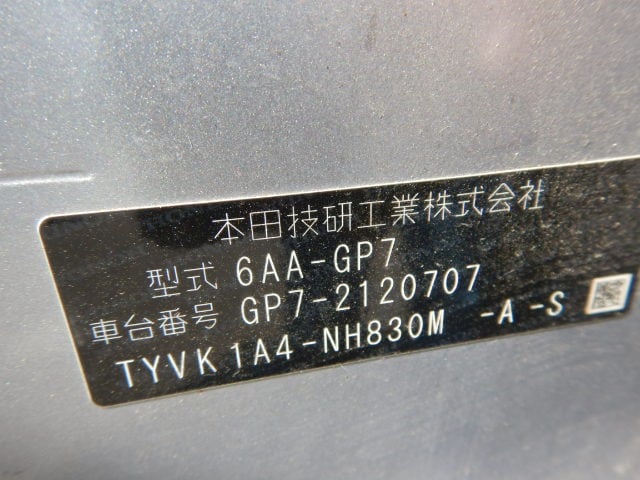 本田技研工業株式会社
型式 6AA-GP7
車台番号 GP7-2120707
TYVK1A4-NH830M -A-S